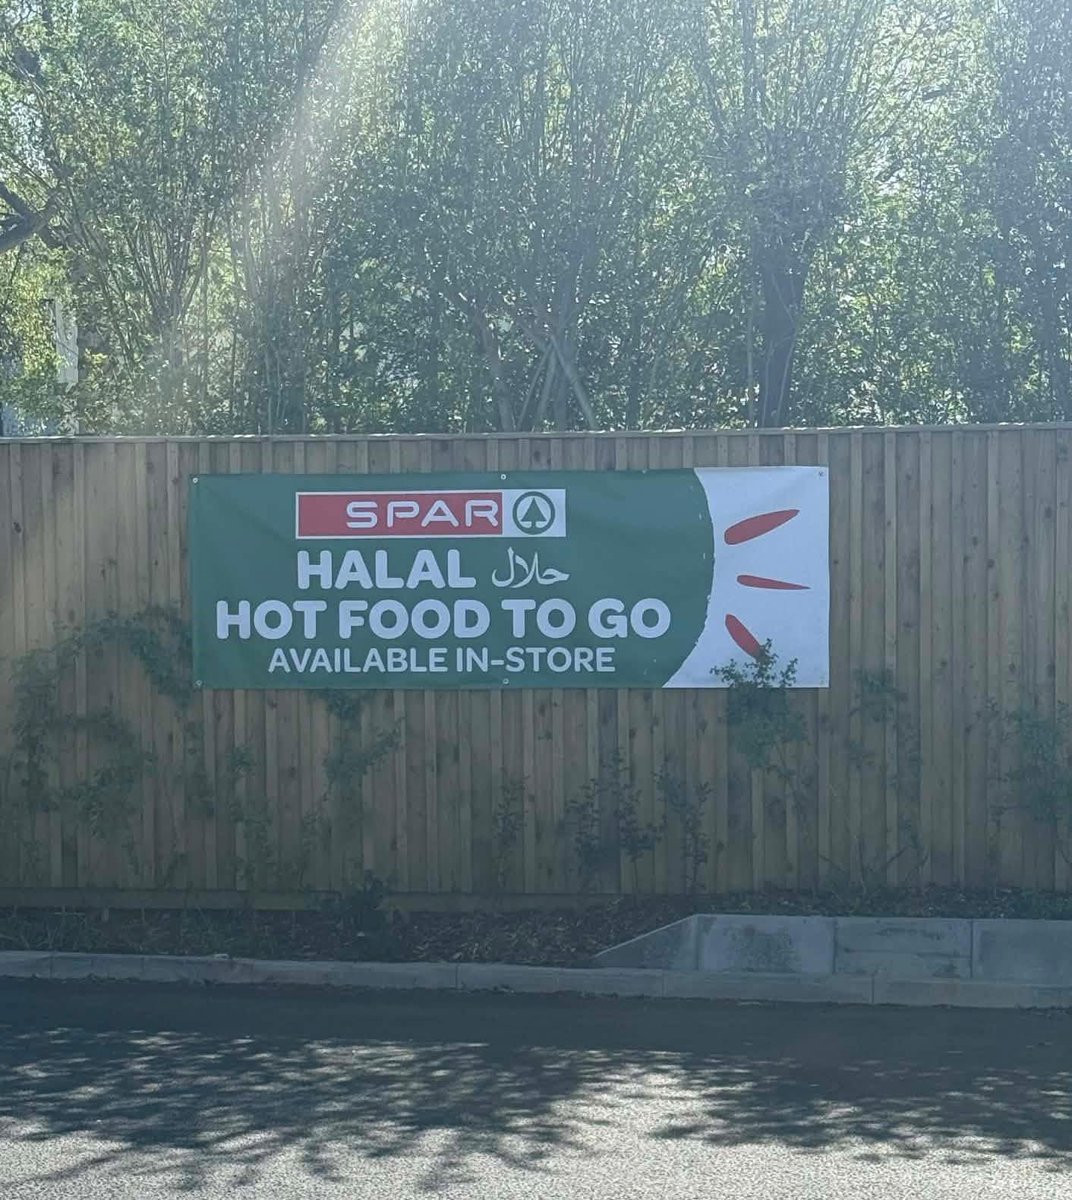 SPAR
HALAL حلال
HOT FOOD TO GO
AVAILABLE IN-STORE